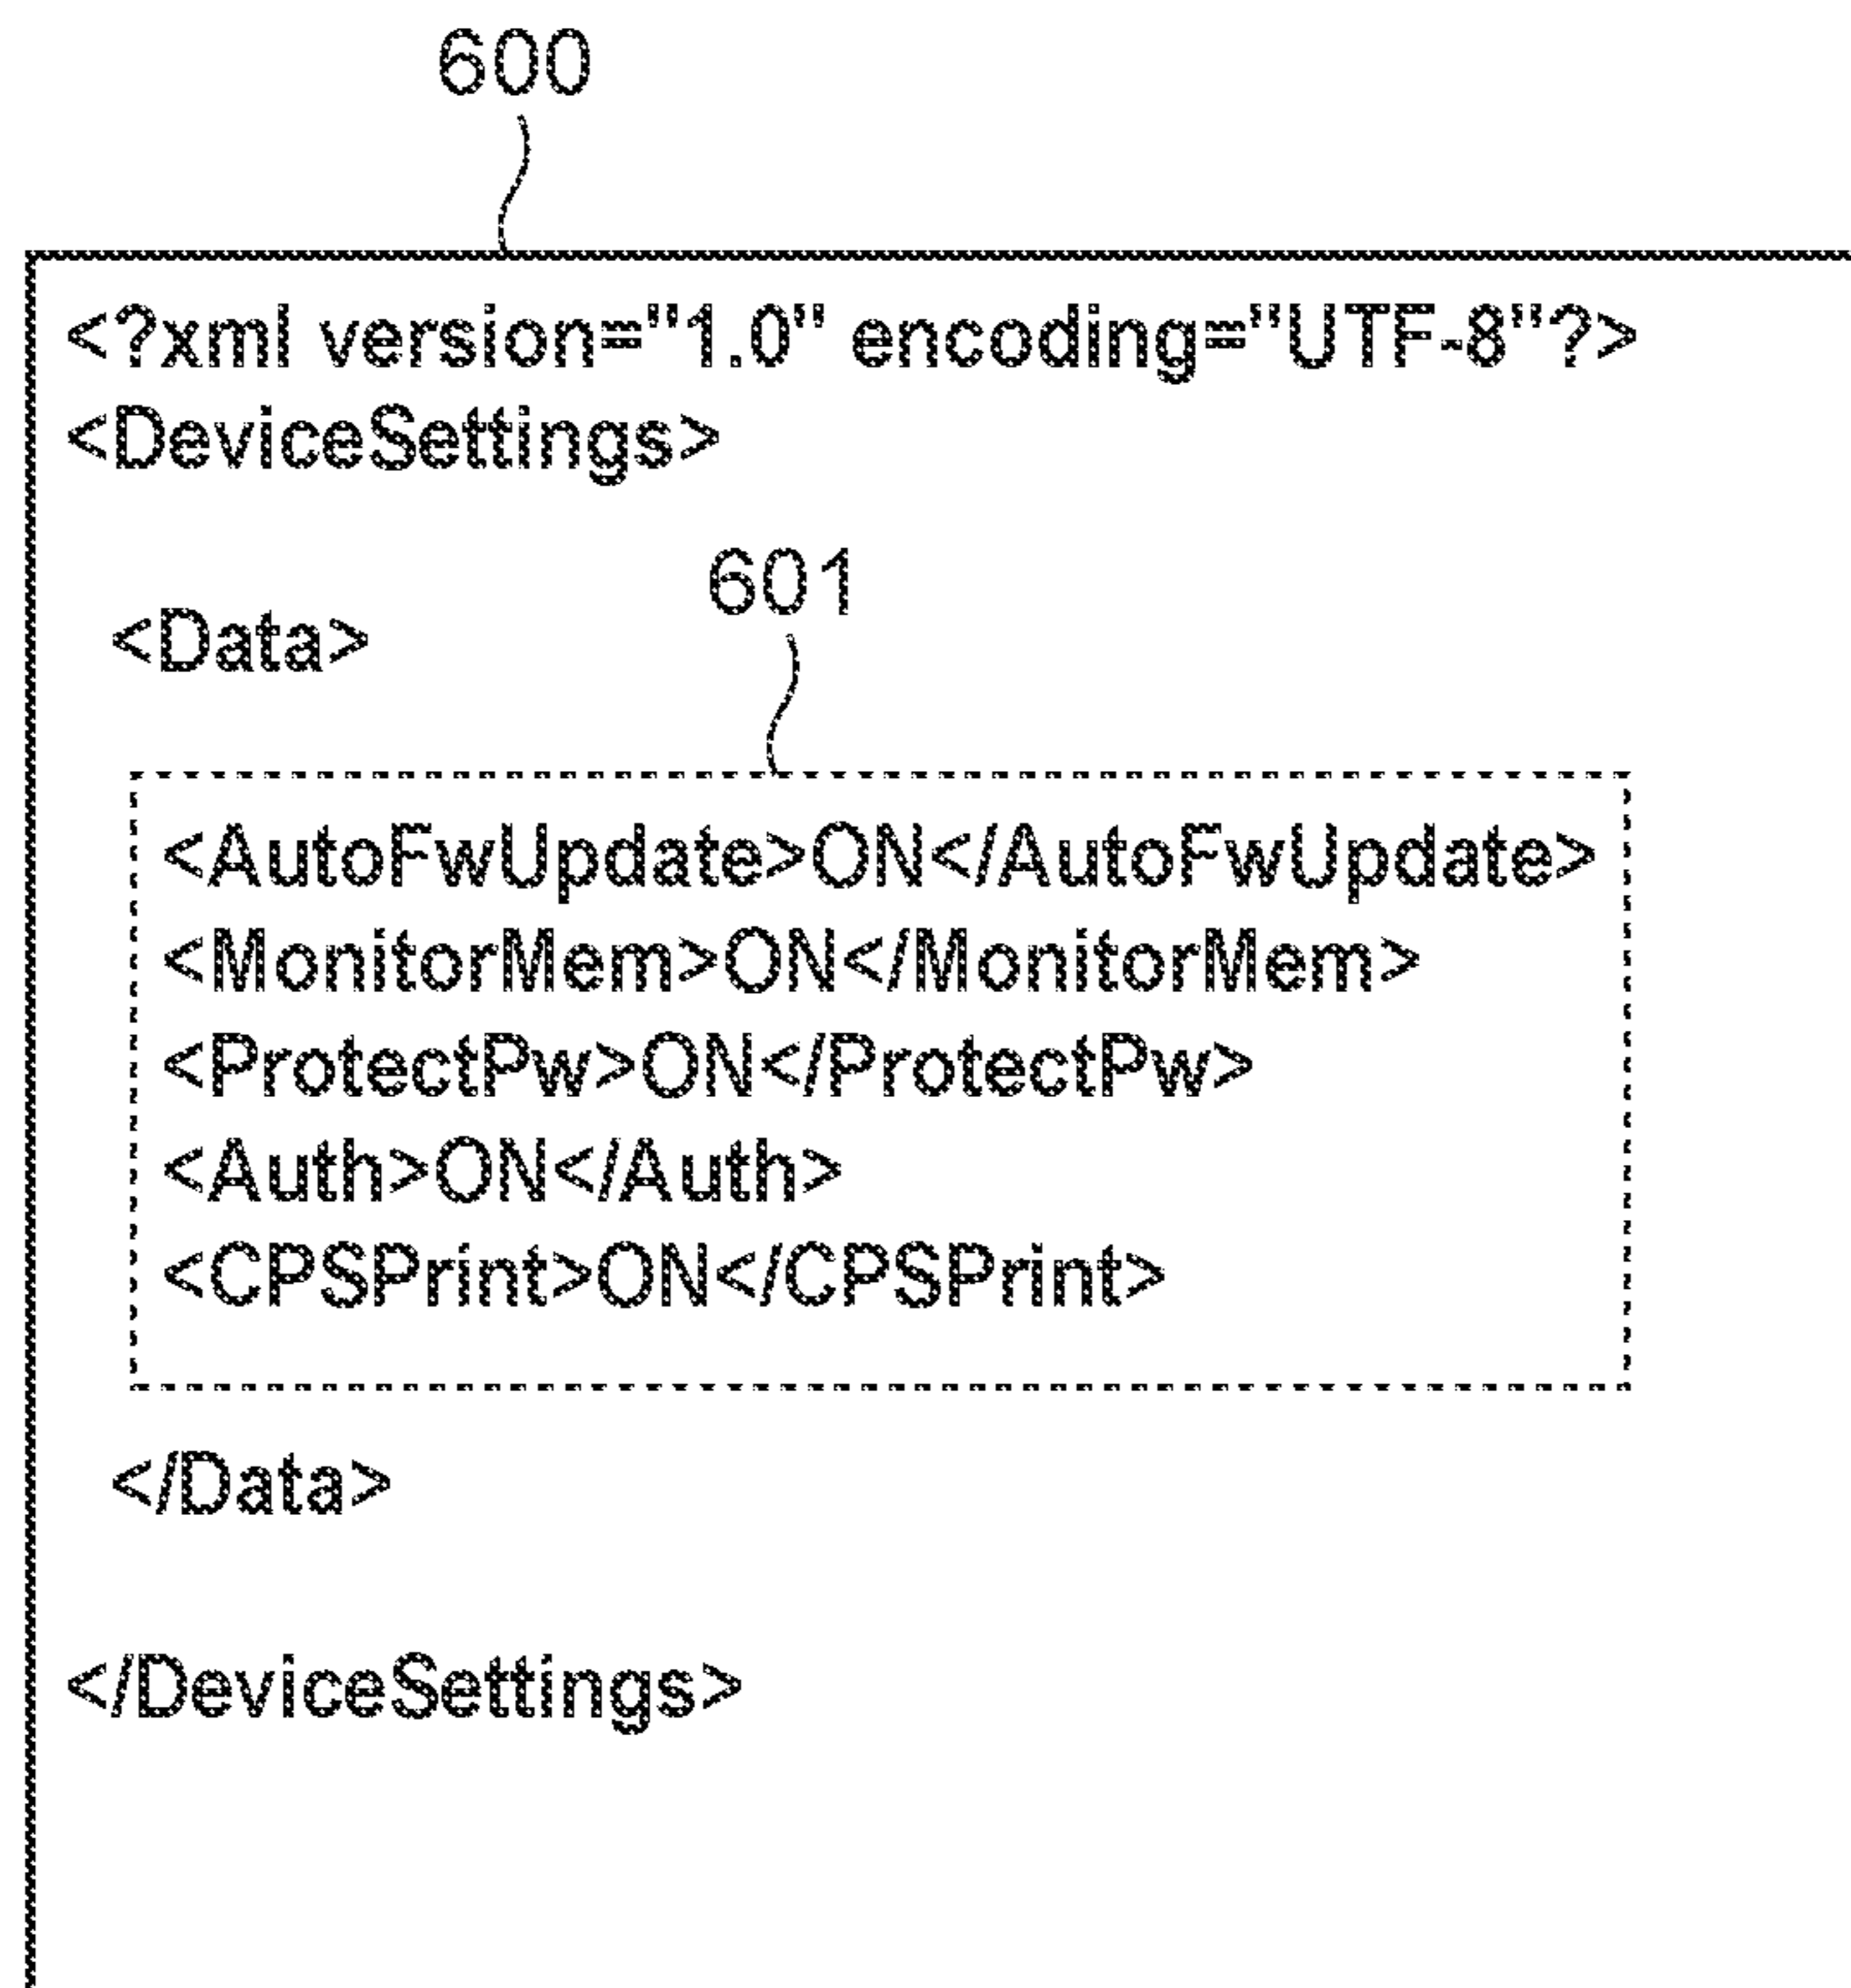 600
<?xml version="1.0" encoding="UTF-8"?>
<DeviceSettings>
601
<Data>
<AutoFwUpdate>ON</AutoFwUpdate>
<MonitorMem>ON</MonitorMem>
<ProtectPw>ON</ProtectPw>
<Auth>ON</Auth>
<CPSPrint>ON</CPSPrint>
</Data>
</DeviceSettings>